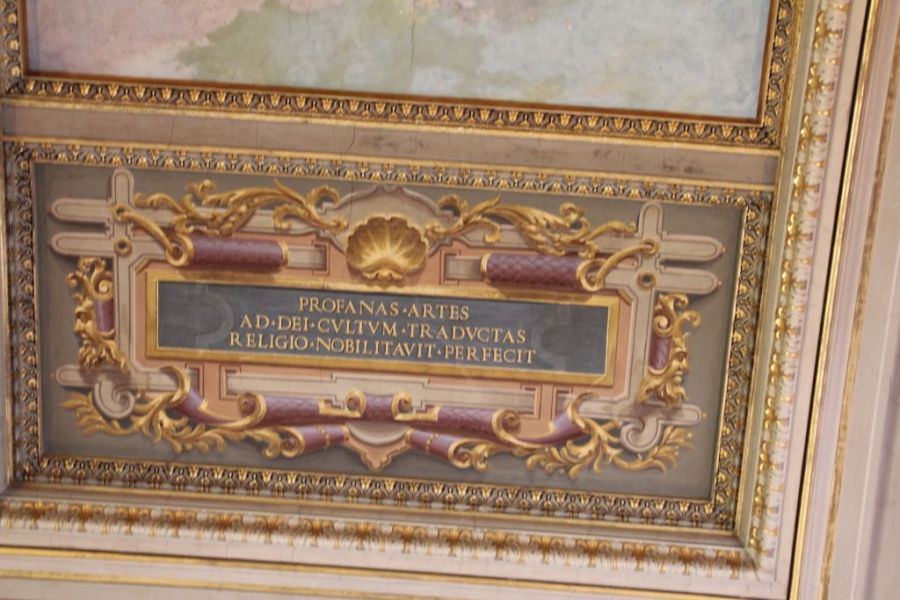 PROFANAS·ARTES
AD·DEI·CVLTVM·TRADVCTAS
RELIGIO·NOBILITAVIT·PERFECIT